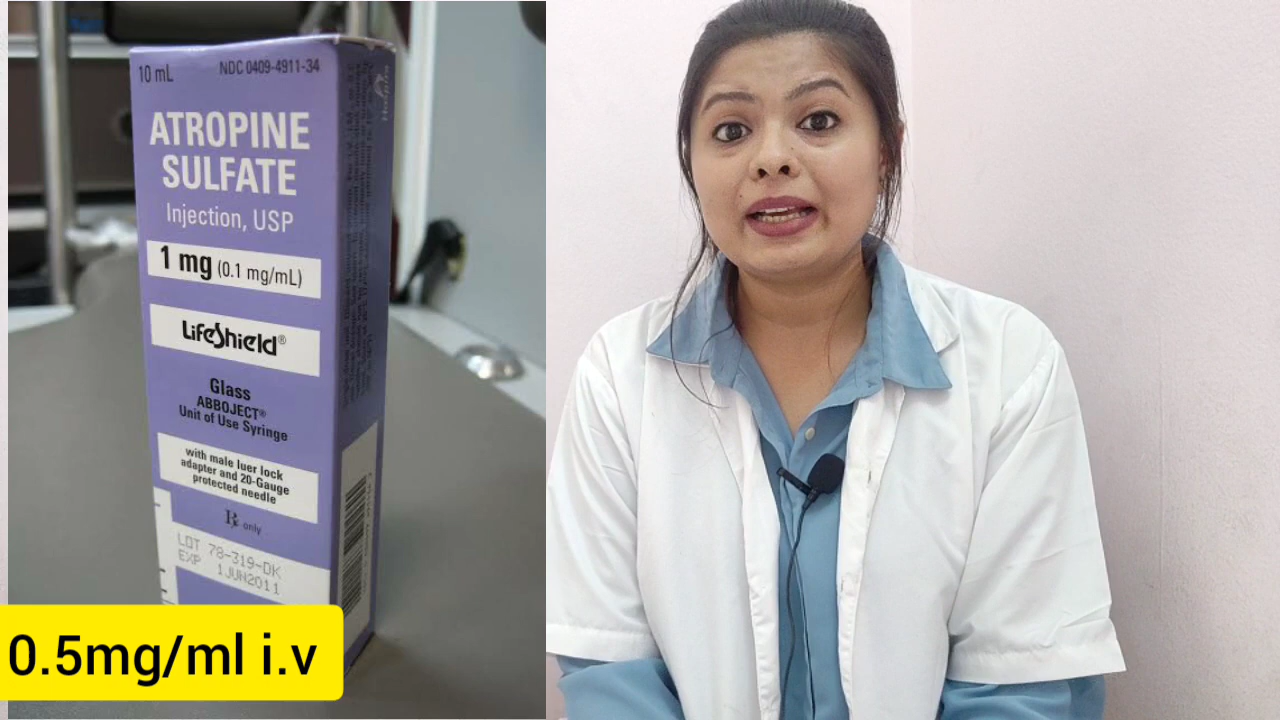 10 mL
NDC 0409-4911-34
ATROPINE
SULFATE
Injection, USP
1 mg (0.1 mg/mL)
LifeShield®
Glass
ABBOJECT®
Unit of Use Syringe
with male luer lock
adapter and 20-Gauge
protected needle
Rx only
LOT 78-319-DK
EXP 1JUN2011
Hospira
0.5mg/ml i.v